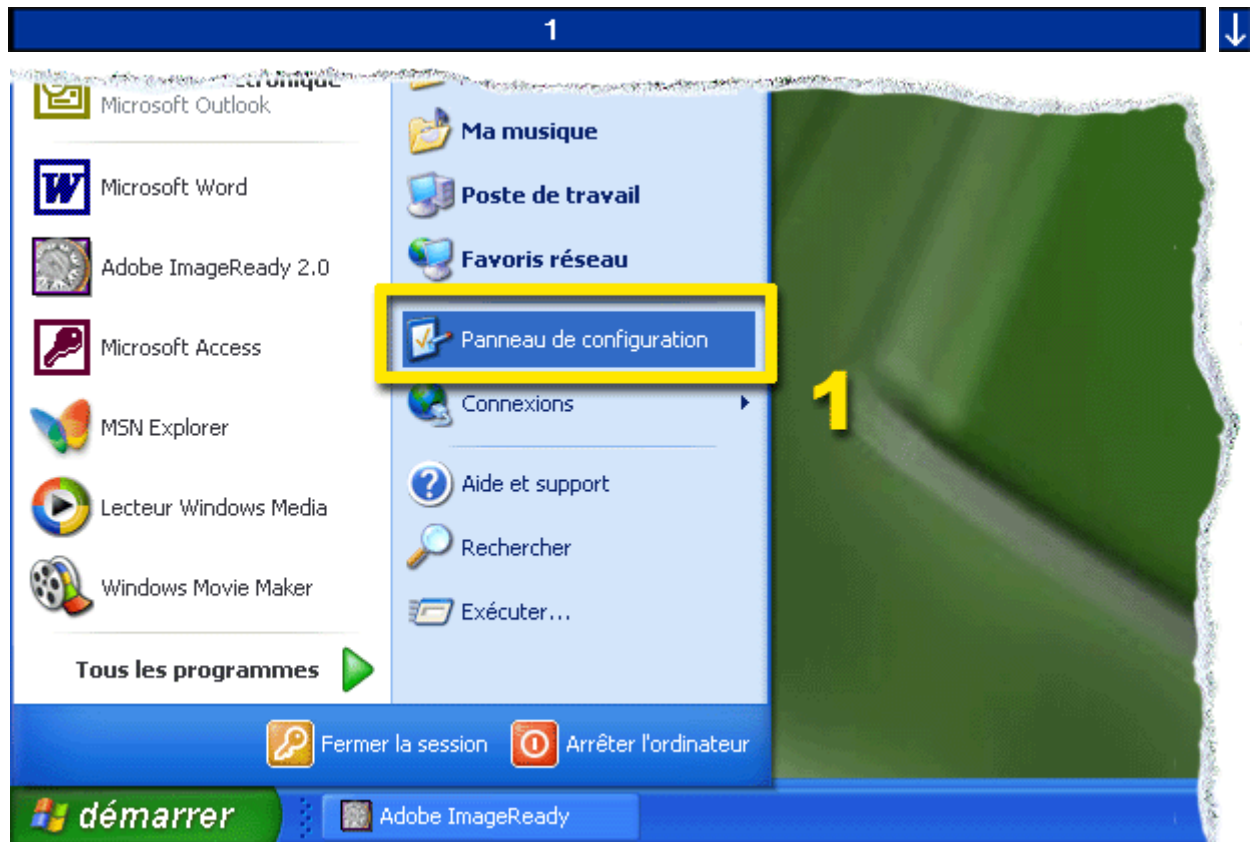 1
Microsoft Outlook
Microsoft Word
Adobe ImageReady 2.0
Microsoft Access
MSN Explorer
Lecteur Windows Media
Windows Movie Maker
Tous les programmes
Ma musique
Poste de travail
Favoris réseau
Panneau de configuration
1
Connexions
Aide et support
Rechercher
Exécuter...
Fermer la session
Arrêter l'ordinateur
démarrer
Adobe ImageReady